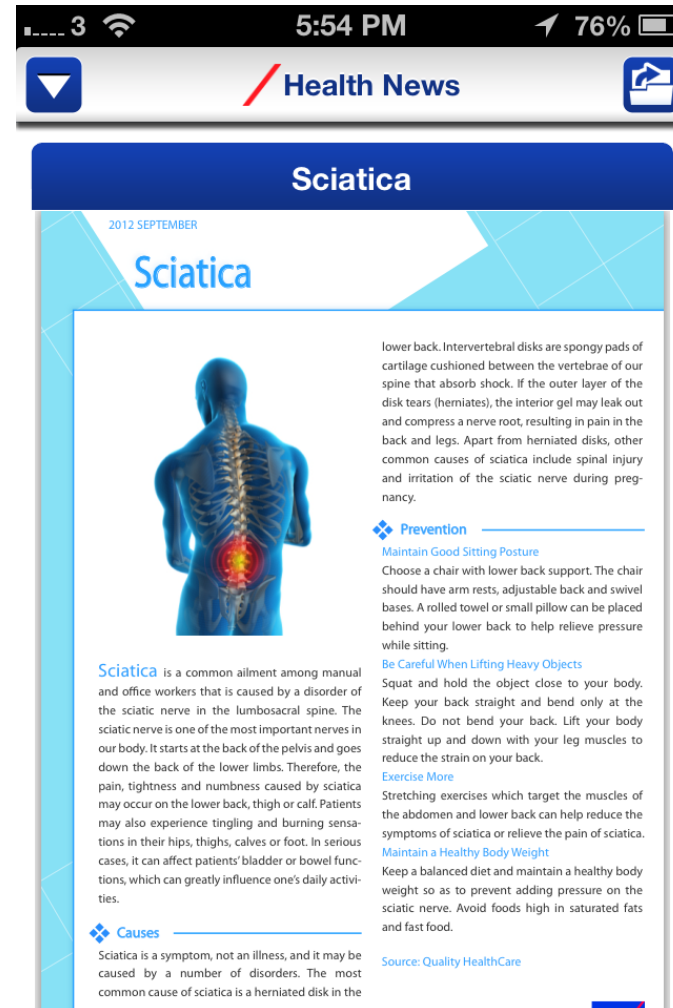 3 5:54 PM 76%
Health News
Sciatica
2012 SEPTEMBER
Sciatica
Sciatica is a common ailment among manual
and office workers that is caused by a disorder of
the sciatic nerve in the lumbosacral spine. The
sciatic nerve is one of the most important nerves in
our body. It starts at the back of the pelvis and goes
down the back of the lower limbs. Therefore, the
pain, tightness and numbness caused by sciatica
may occur on the lower back, thigh or calf. Patients
may also experience tingling and burning sensa-
tions in their hips, thighs, calves or foot. In serious
cases, it can affect patients' bladder or bowel func-
tions, which can greatly influence one's daily activi-
ties.
Causes
Sciatica is a symptom, not an illness, and it may be
caused by a number of disorders. The most
common cause of sciatica is a herniated disk in the
lower back. Intervertebral disks are spongy pads of
cartilage cushioned between the vertebrae of our
spine that absorb shock. If the outer layer of the
disk tears (herniates), the interior gel may leak out
and compress a nerve root, resulting in pain in the
back and legs. Apart from herniated disks, other
common causes of sciatica include spinal injury
and irritation of the sciatic nerve during preg-
nancy.
Prevention
Maintain Good Sitting Posture
Choose a chair with lower back support. The chair
should have arm rests, adjustable back and swivel
bases. A rolled towel or small pillow can be placed
behind your lower back to help relieve pressure
while sitting.
Be Careful When Lifting Heavy Objects
Squat and hold the object close to your body.
Keep your back straight and bend only at the
knees. Do not bend your back. Lift your body
straight up and down with your leg muscles to
reduce the strain on your back.
Exercise More
Stretching exercises which target the muscles of
the abdomen and lower back can help reduce the
symptoms of sciatica or relieve the pain of sciatica.
Maintain a Healthy Body Weight
Keep a balanced diet and maintain a healthy body
weight so as to prevent adding pressure on the
sciatic nerve. Avoid foods high in saturated fats
and fast food.
Source: Quality HealthCare